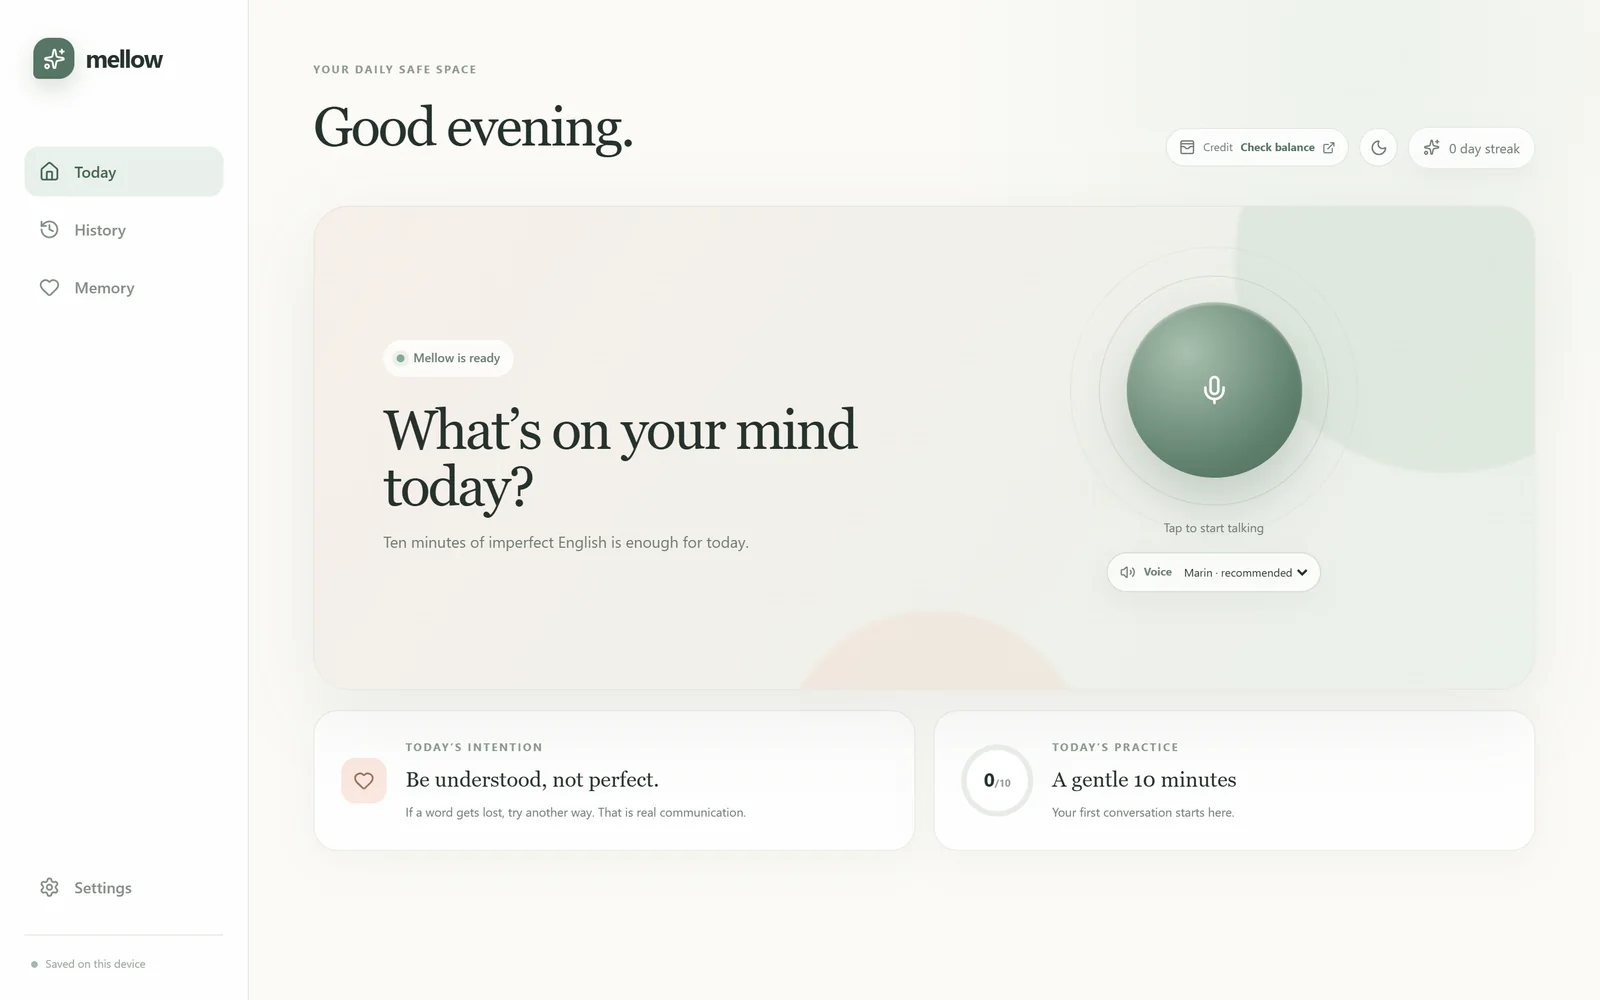 mellow
Today
History
Memory
Settings
Saved on this device
YOUR DAILY SAFE SPACE
Good evening.
Credit Check balance
0 day streak
Mellow is ready
What’s on your mind
today?
Ten minutes of imperfect English is enough for today.
Tap to start talking
Voice Marin · recommended
TODAY’S INTENTION
Be understood, not perfect.
If a word gets lost, try another way. That is real communication.
0/10
TODAY’S PRACTICE
A gentle 10 minutes
Your first conversation starts here.